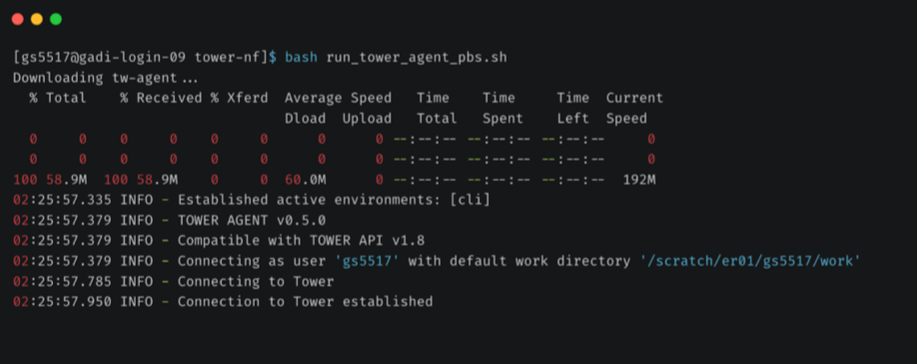 [gs5517@gadi-login-09 tower-nf]$ bash run_tower_agent_pbs.sh
Downloading tw-agent ...
  % Total    % Received % Xferd  Average Speed   Time    Time     Time  Current
                                 Dload  Upload   Total   Spent    Left  Speed
  0     0    0     0    0     0      0      0 --:--:-- --:--:-- --:--:--     0
  0     0    0     0    0     0      0      0 --:--:-- --:--:-- --:--:--     0
100 58.9M  100 58.9M    0     0  60.0M      0 --:--:-- --:--:-- --:--:--  192M
02:25:57.335 INFO - Established active environments: [cli]
02:25:57.379 INFO - TOWER AGENT v0.5.0
02:25:57.379 INFO - Compatible with TOWER API v1.8
02:25:57.379 INFO - Connecting as user 'gs5517' with default work directory '/scratch/er01/gs5517/work'
02:25:57.785 INFO - Connecting to Tower
02:25:57.950 INFO - Connection to Tower established